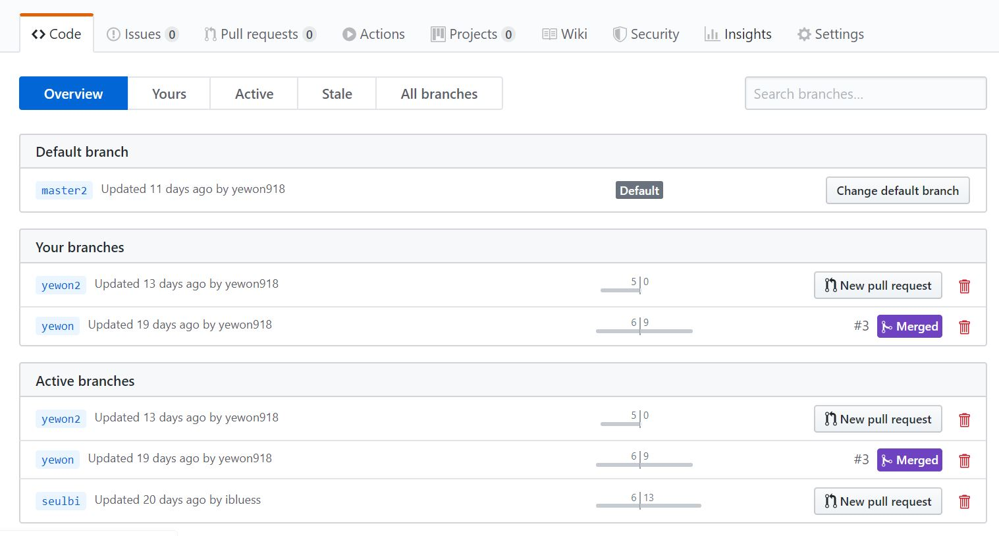 Code Issues 0 Pull requests 0 Actions Projects 0 Wiki Security Insights Settings
Overview Yours Active Stale All branches Search branches...
Default branch
master2 Updated 11 days ago by yewon918 Default Change default branch
Your branches
yewon2 Updated 13 days ago by yewon918 5 0 New pull request
yewon Updated 19 days ago by yewon918 6 9 #3 Merged
Active branches
yewon2 Updated 13 days ago by yewon918 5 0 New pull request
yewon Updated 19 days ago by yewon918 6 9 #3 Merged
seulbi Updated 20 days ago by ibluess 6 13 New pull request